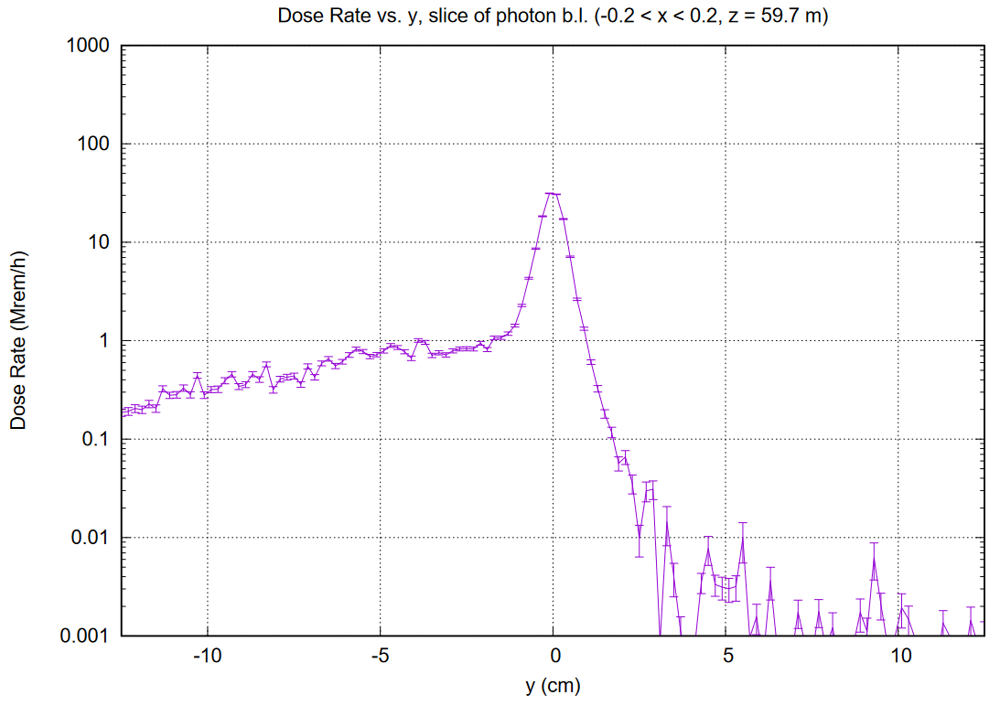 Dose Rate vs. y, slice of photon b.l. (-0.2 < x < 0.2, z = 59.7 m)
1000
100
10
1
0.1
0.01
0.001
Dose Rate (Mrem/h)
-10 -5 0 5 10
y (cm)